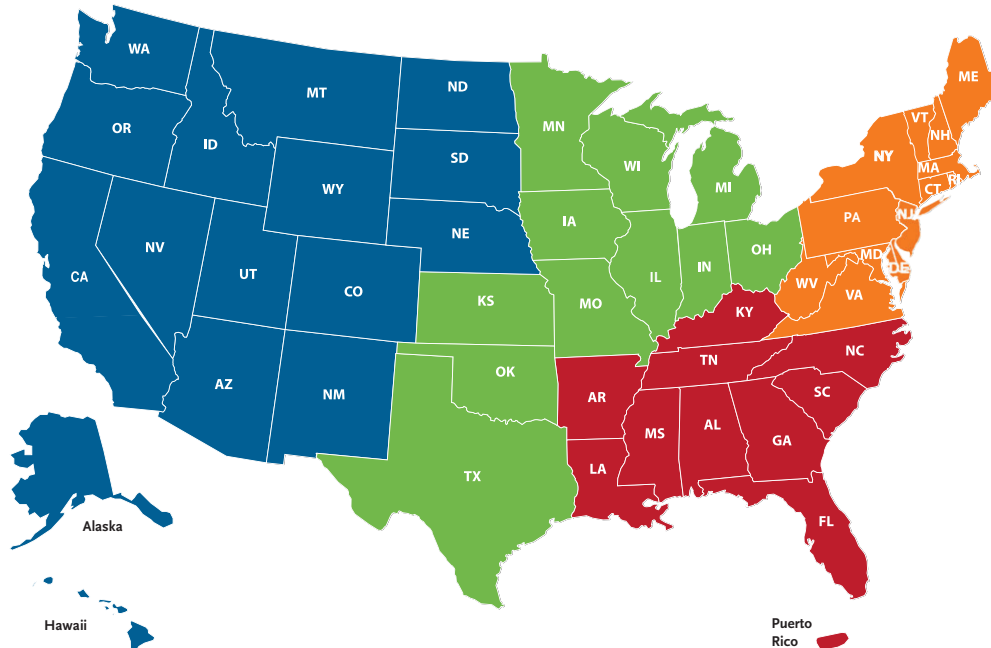 WA
MT
ND
MN
ME
OR
ID
SD
WI
MI
VT
NH
NY
MA
CT
RI
WY
NE
IA
PA
NJ
NV
UT
CO
IL
IN
OH
MD
DE
WV
VA
CA
KS
MO
KY
AZ
NM
OK
TN
NC
AR
SC
MS
AL
GA
TX
LA
FL
Alaska
Hawaii
Puerto
Rico